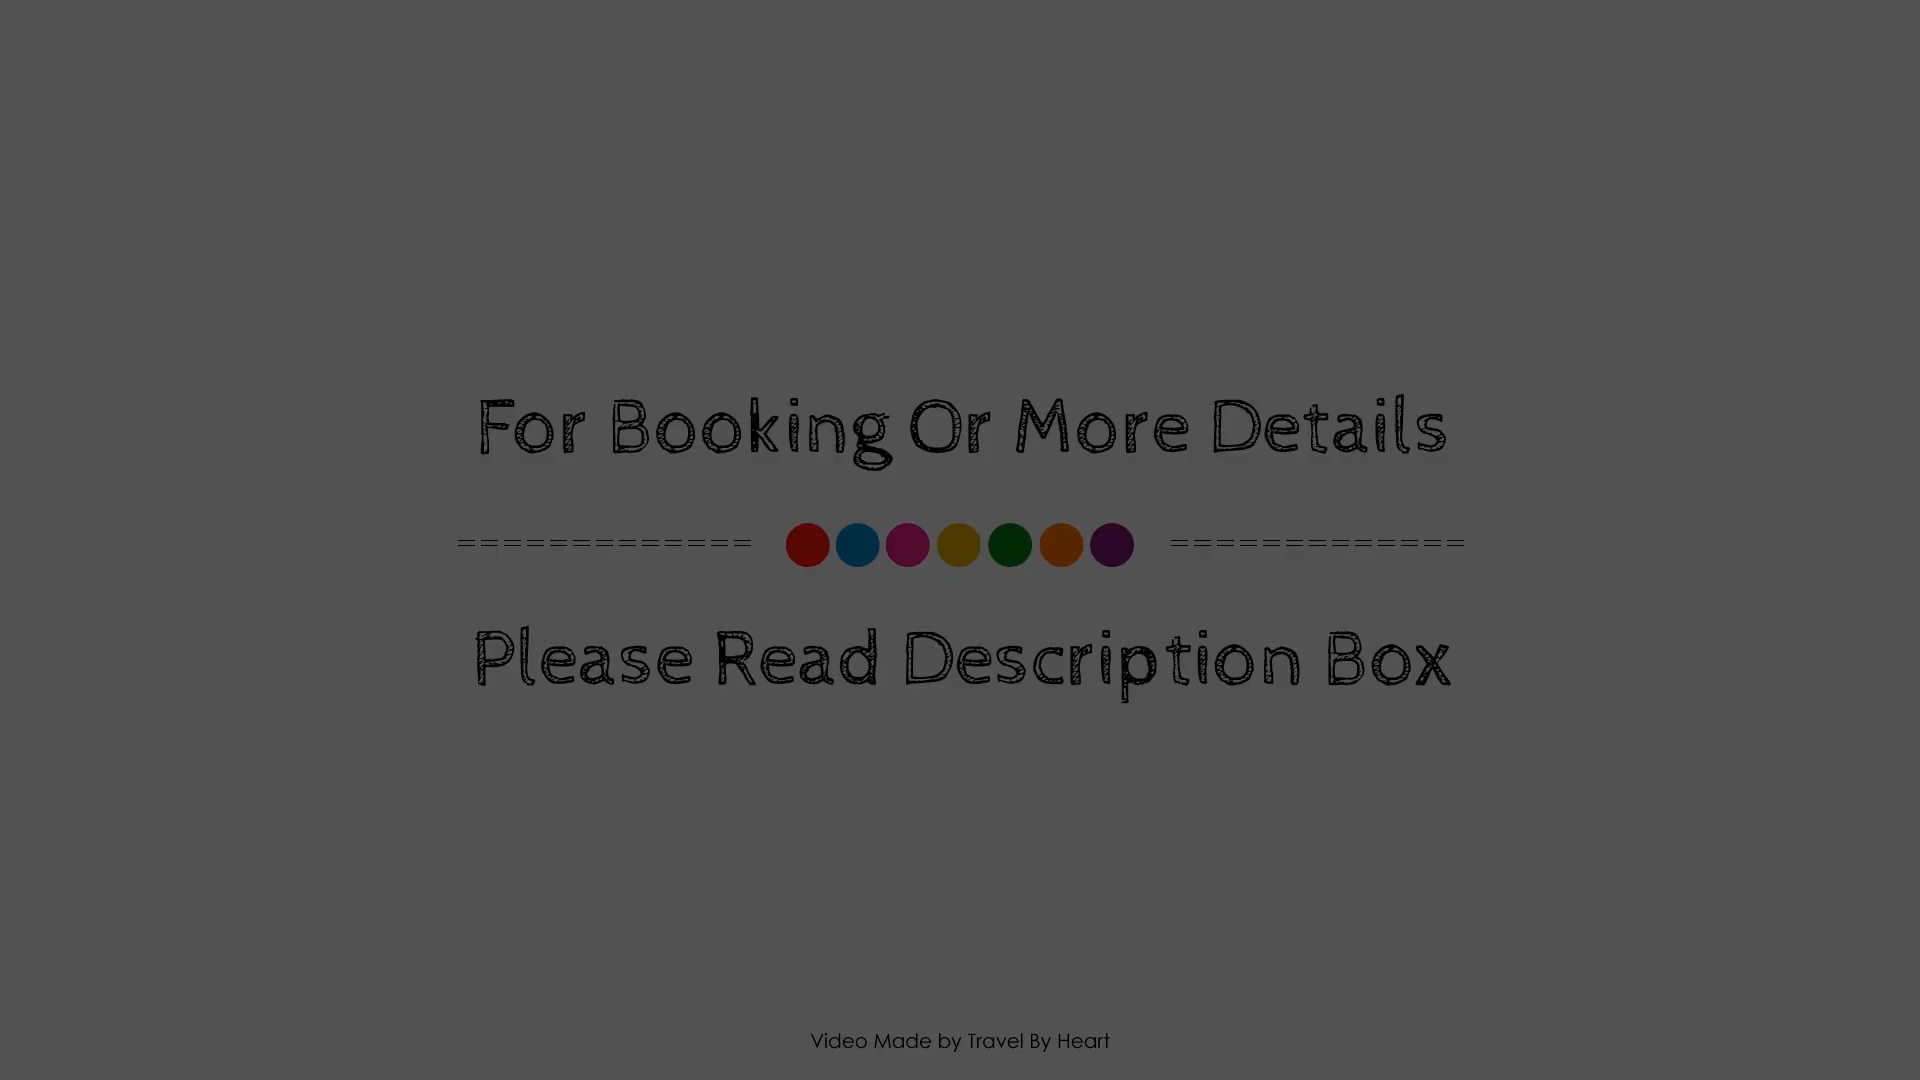 For Booking Or More Details
============= =============
Please Read Description Box
Video Made by Travel By Heart